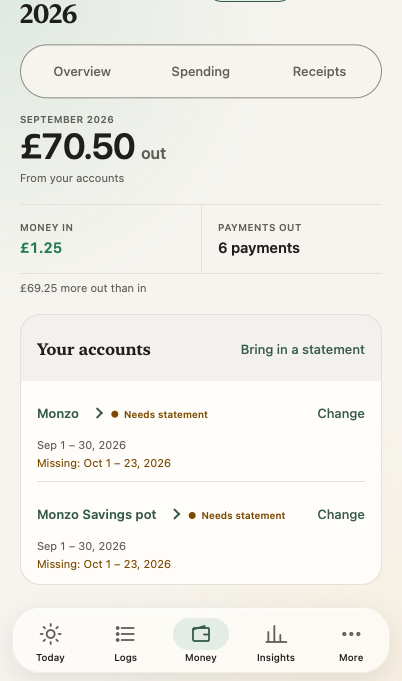 2026
Overview Spending Receipts
SEPTEMBER 2026
£70.50 out
From your accounts
MONEY IN PAYMENTS OUT
£1.25 6 payments
£69.25 more out than in
Your accounts Bring in a statement
Monzo Needs statement Change
Sep 1 – 30, 2026
Missing: Oct 1 – 23, 2026
Monzo Savings pot Needs statement Change
Sep 1 – 30, 2026
Missing: Oct 1 – 23, 2026
Today Logs Money Insights More